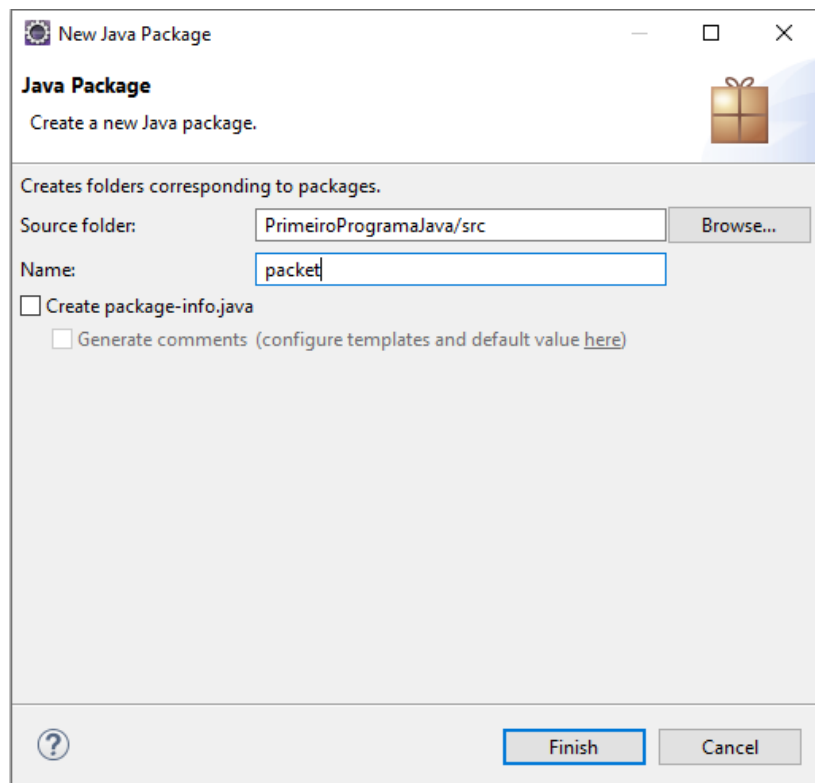 New Java Package
Java Package
Create a new Java package.
Creates folders corresponding to packages.
Source folder: PrimeiroProgramaJava/src Browse...
Name: packet
Create package-info.java
Generate comments (configure templates and default value here)
? Finish Cancel